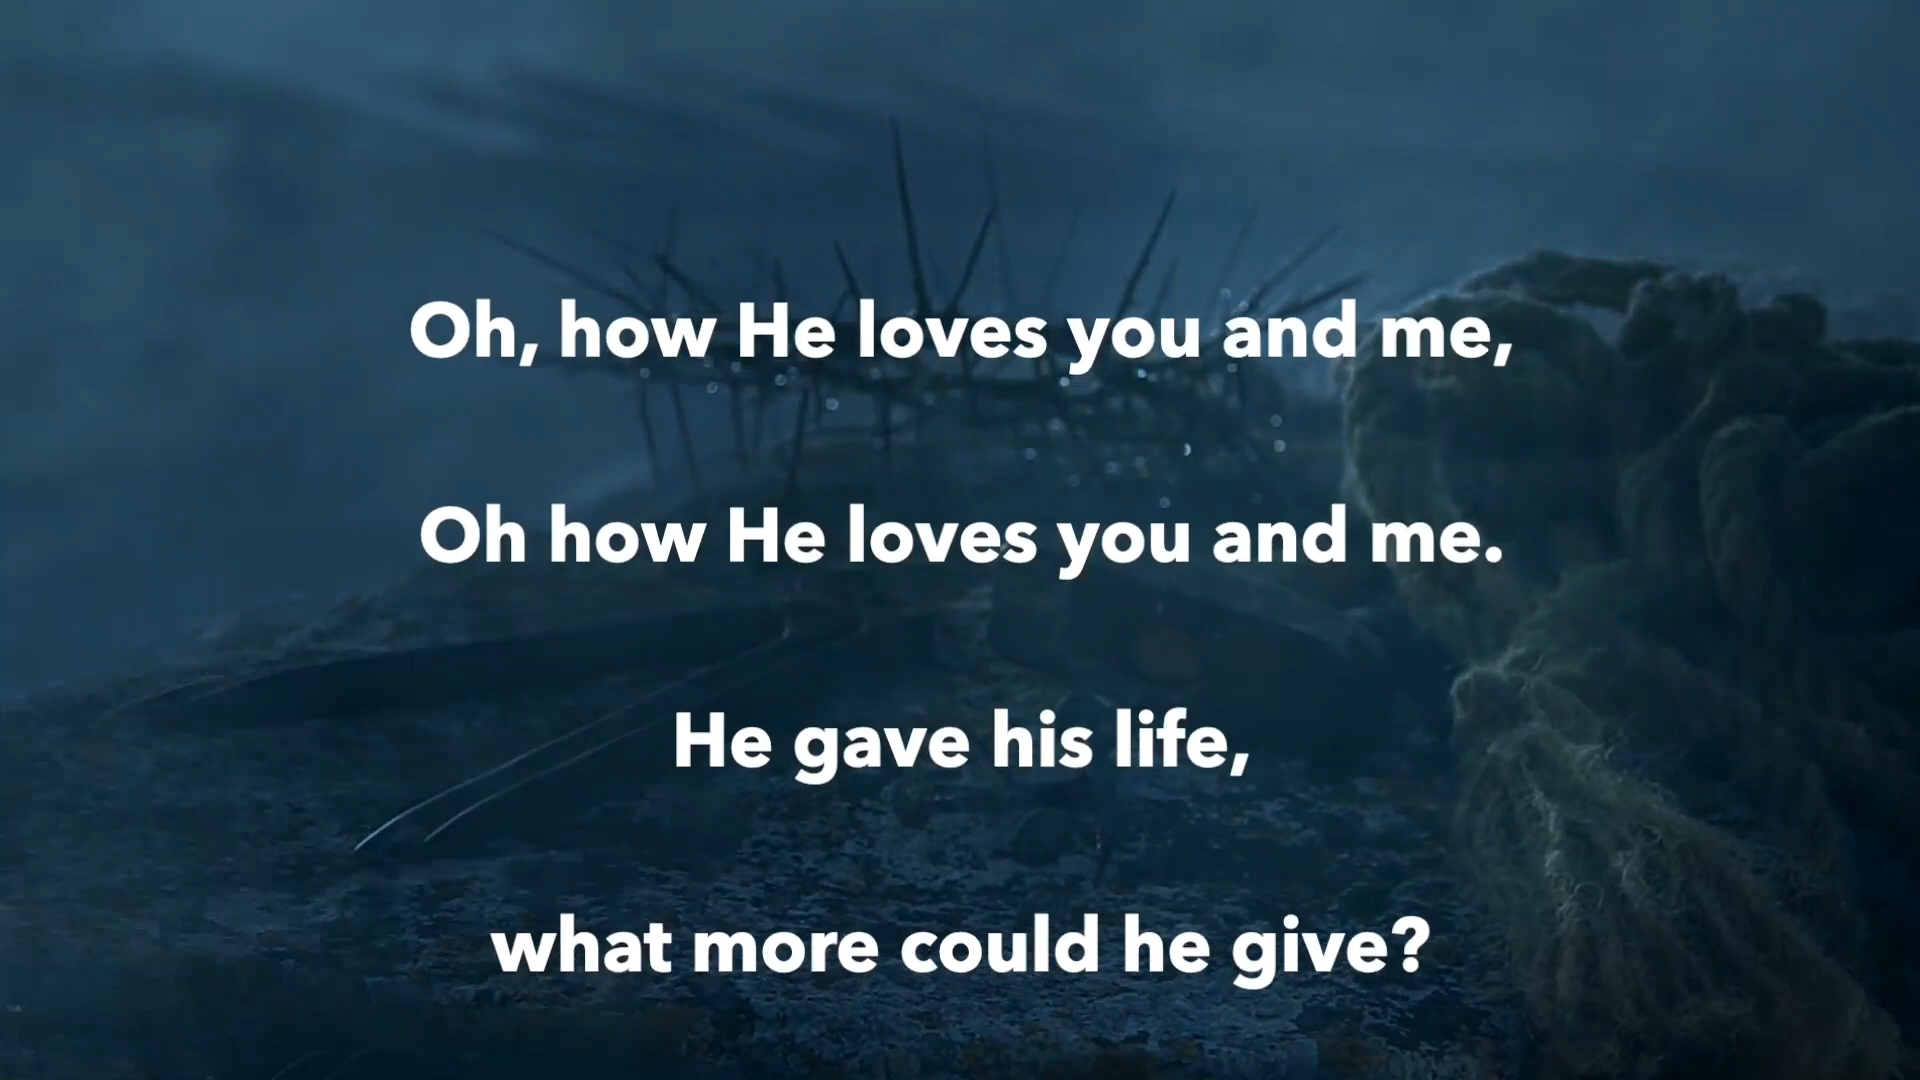 Oh, how He loves you and me,
Oh how He loves you and me.
He gave his life,
what more could he give?